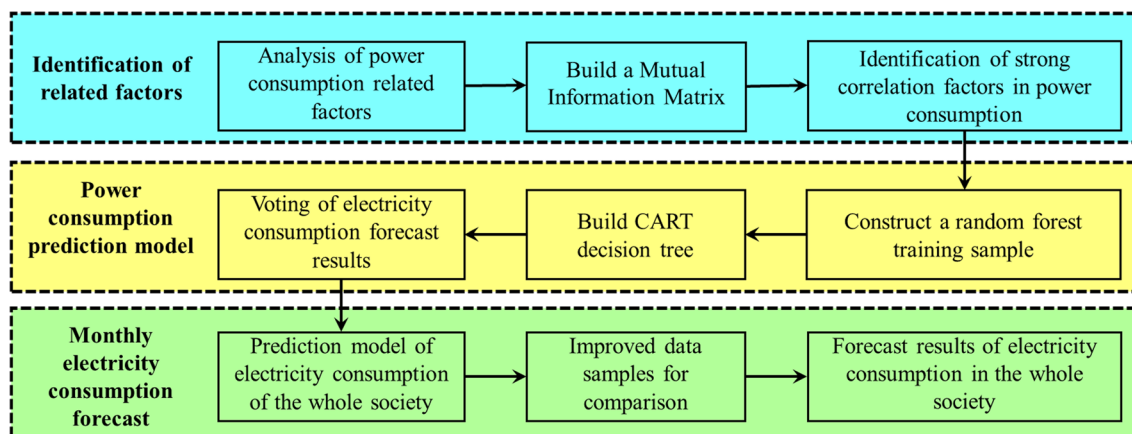 Identification of
related factors
Analysis of power
consumption related
factors
Build a Mutual
Information Matrix
Identification of strong
correlation factors in power
consumption
Power
consumption
prediction model
Voting of electricity
consumption forecast
results
Build CART
decision tree
Construct a random forest
training sample
Monthly
electricity
consumption
forecast
Prediction model of
electricity consumption
of the whole society
Improved data
samples for
comparison
Forecast results of electricity
consumption in the whole
society